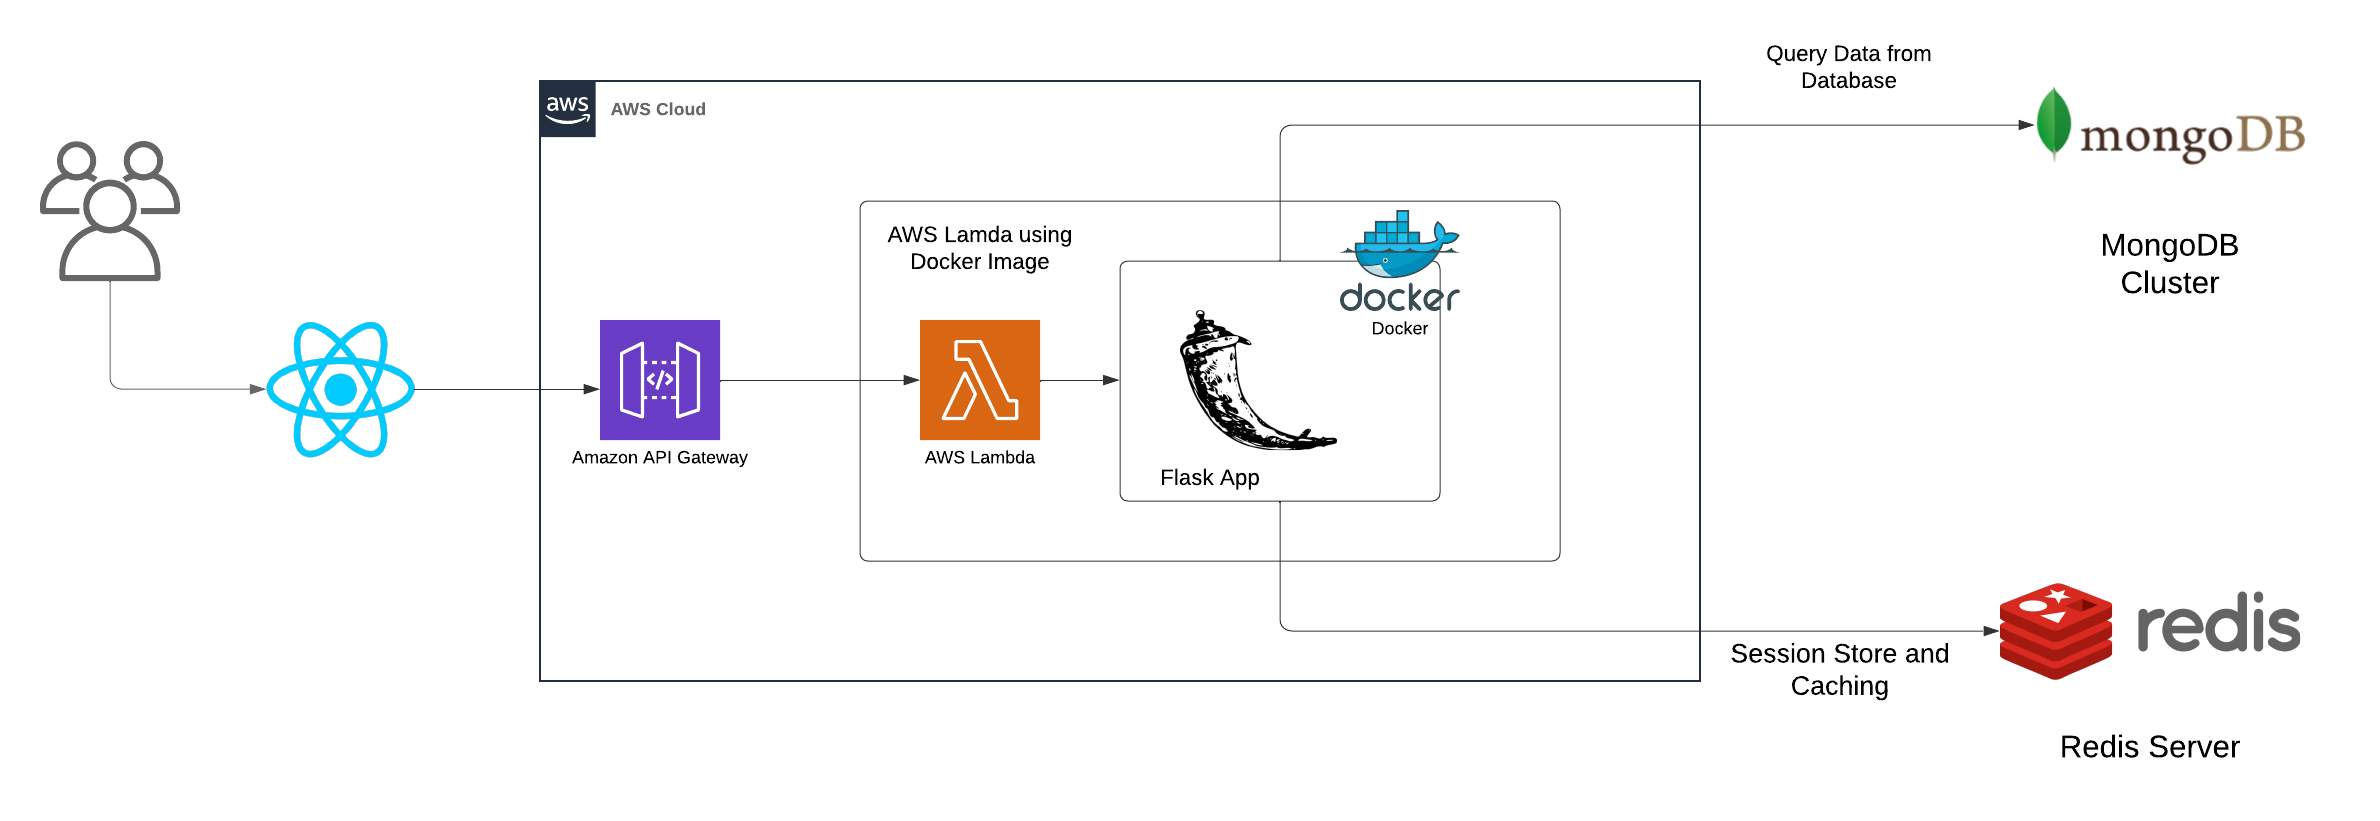 Query Data from
Database
aws
AWS Cloud
mongoDB
AWS Lamda using
Docker Image
MongoDB
Cluster
docker
Docker
Amazon API Gateway
</>
AWS Lambda
Flask App
redis
Session Store and
Caching
Redis Server